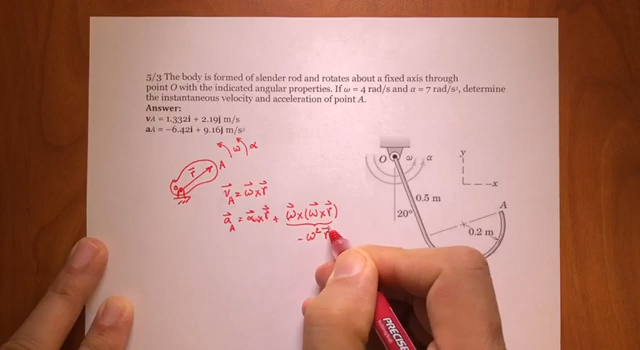 5/3 The body is formed of slender rod and rotates about a fixed axis through
point O with the indicated angular properties. If ω = 4 rad/s and α = 7 rad/s², determine
the instantaneous velocity and acceleration of point A.
Answer:
vA = 1.332i + 2.19j m/s
aA = −6.42i + 9.16j m/s²
ω α
A
r⃗
O
v⃗_A = ω⃗ x r⃗
a⃗_A = α⃗ x r⃗ + ω⃗ x (ω⃗ x r⃗)
-ω² r⃗
O ω α
y
x
0.5 m
20°
A
0.2 m
PRECISE